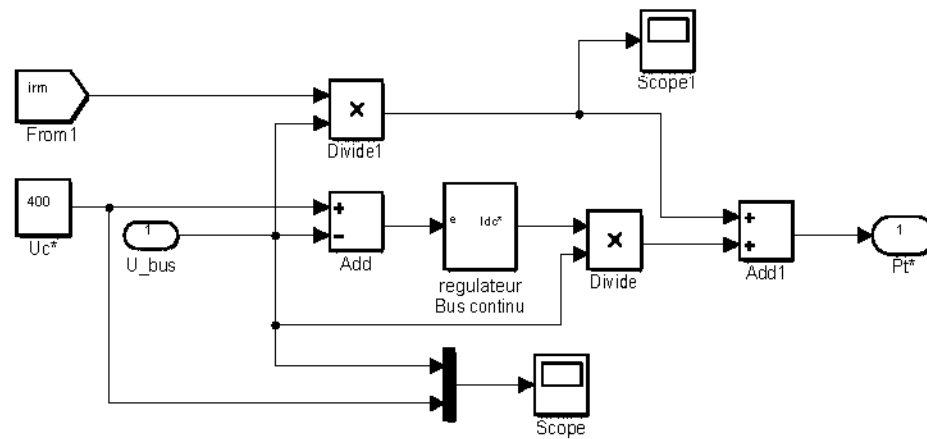 Scope1
irm
From1
×
Divide1
400
Uc*
1
U_bus
+
−
Add
e
Idc*
regulateur
Bus continu
×
Divide
+
+
Add1
1
Pt*
Scope